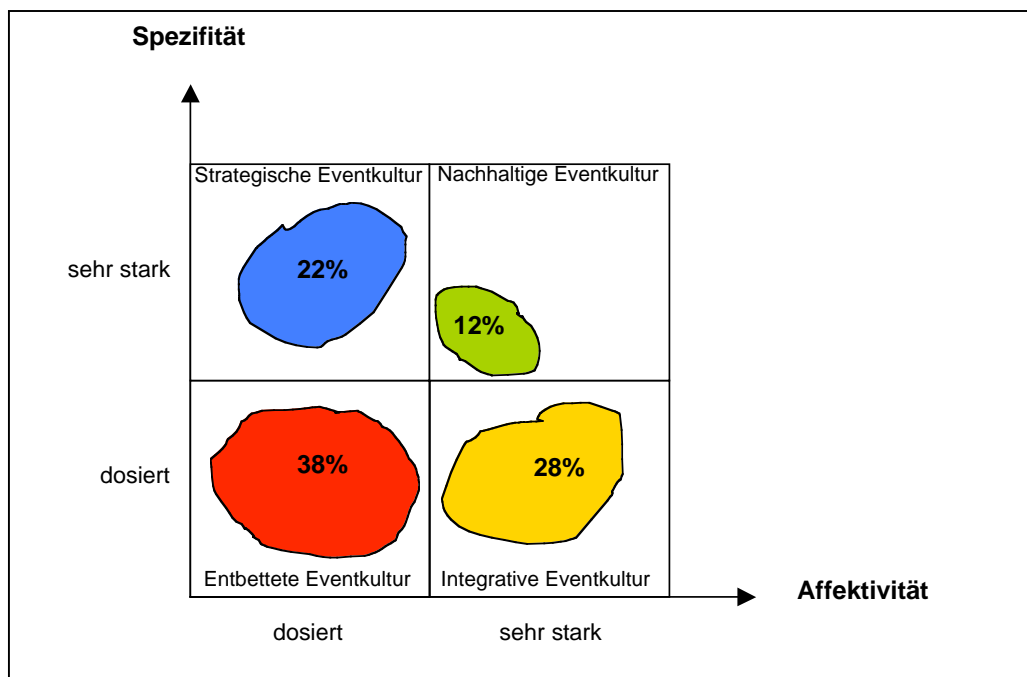 Spezifität
Strategische Eventkultur
Nachhaltige Eventkultur
sehr stark
22%
12%
dosiert
38%
28%
Entbettete Eventkultur
Integrative Eventkultur
Affektivität
dosiert
sehr stark